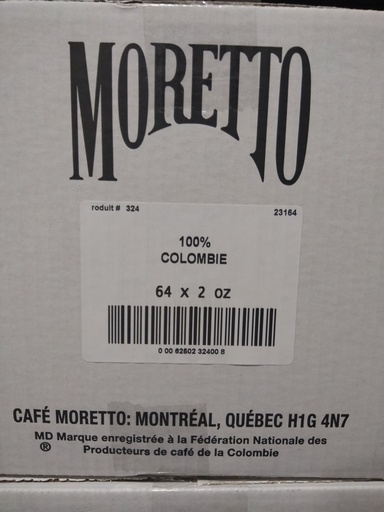 MORETTO
roduit # 324 23164
100%
COLOMBIE
64 x 2 oz
0 00 62602 32400 8
CAFÉ MORETTO: MONTRÉAL, QUÉBEC H1G 4N7
MD Marque enregistrée à la Fédération Nationale des
® Producteurs de café de la Colombie